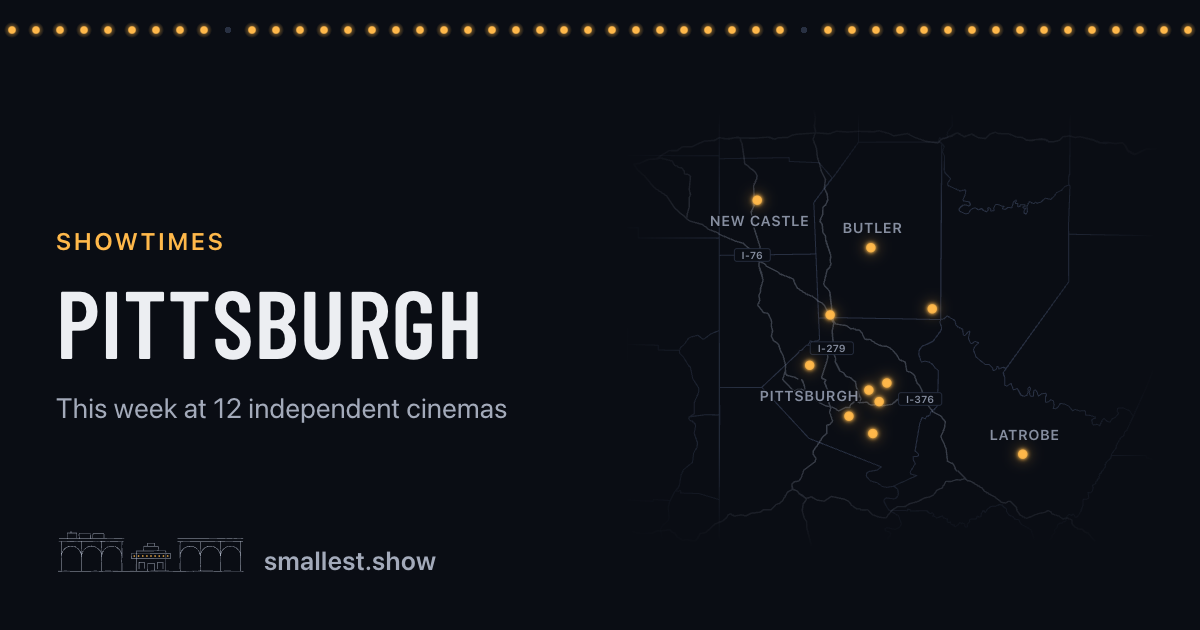 SHOWTIMES
PITTSBURGH
This week at 12 independent cinemas
smallest.show
NEW CASTLE
BUTLER
I-76
I-279
PITTSBURGH
I-376
LATROBE